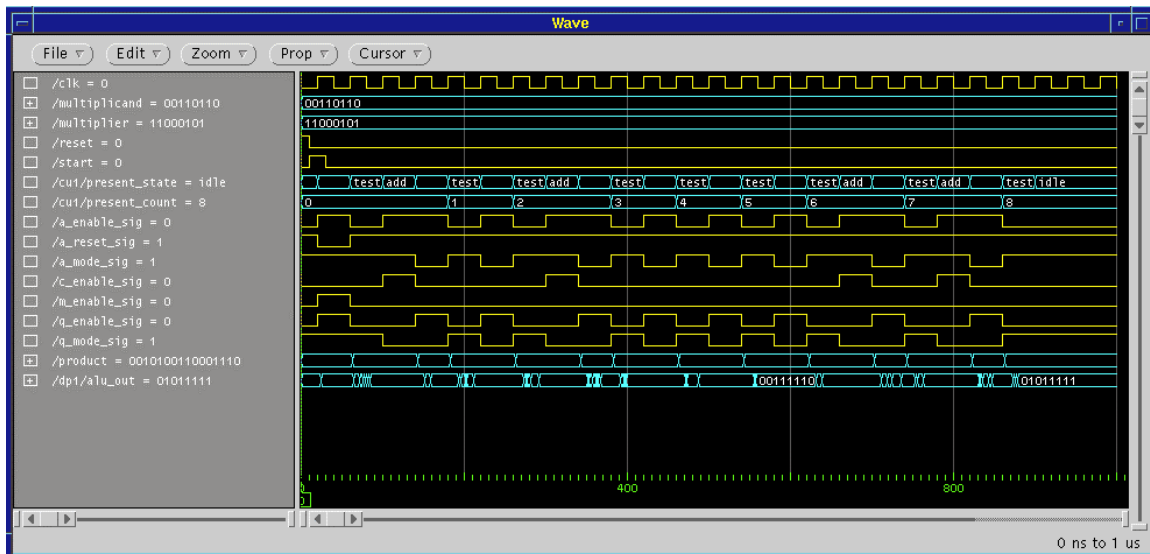 Wave
File Edit Zoom Prop Cursor
/clk = 0
/multiplicand = 00110110 00110110
/multiplier = 11000101 11000101
/reset = 0
/start = 0
/cu1/present_state = idle test add test test add test test test test add test add test idle
/cu1/present_count = 8 0 1 2 3 4 5 6 7 8
/a_enable_sig = 0
/a_reset_sig = 1
/a_mode_sig = 1
/c_enable_sig = 0
/m_enable_sig = 0
/q_enable_sig = 0
/q_mode_sig = 1
/product = 0010100110001110
/dp1/alu_out = 01011111 00111110 01011111
400 800
0
0 ns to 1 us